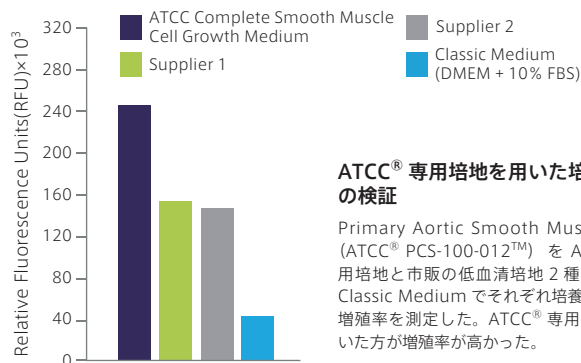 Relative Fluorescence Units(RFU)×10³
320
280
240
200
160
120
80
40
0
ATCC Complete Smooth Muscle
Cell Growth Medium
Supplier 1
Supplier 2
Classic Medium
(DMEM + 10% FBS)
ATCC® 専用培地を用いた培
の検証
Primary Aortic Smooth Mus
(ATCC® PCS-100-012™) を A
用培地と市販の低血清培地 2 種
Classic Medium でそれぞれ培養
増殖率を測定した。ATCC® 専用
いた方が増殖率が高かった。